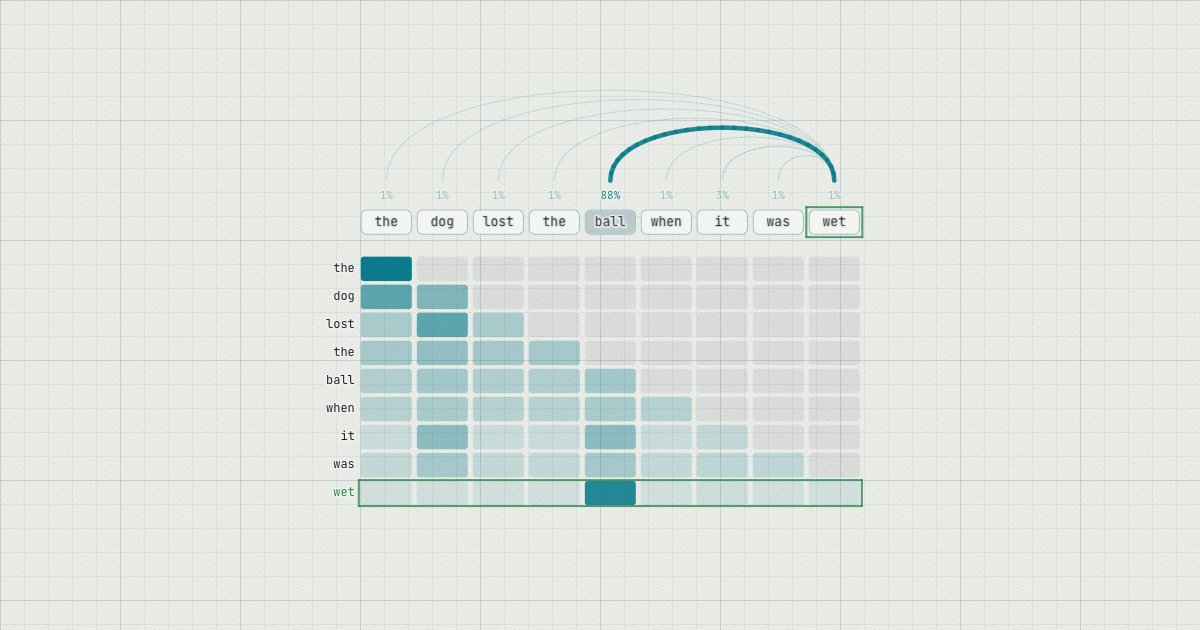 1% 1% 1% 1% 88% 1% 3% 1% 1%
the dog lost the ball when it was wet
the
dog
lost
the
ball
when
it
was
wet